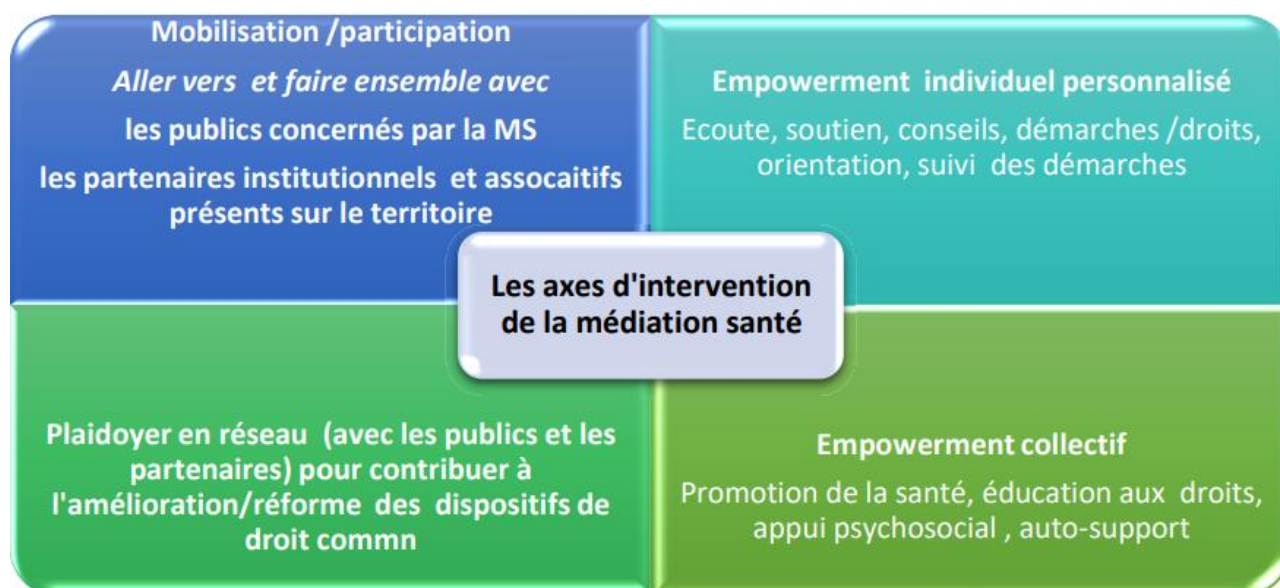 Mobilisation /participation
Aller vers et faire ensemble avec
les publics concernés par la MS
les partenaires institutionnels et assocaitifs
présents sur le territoire
Empowerment individuel personnalisé
Ecoute, soutien, conseils, démarches /droits,
orientation, suivi des démarches
Les axes d'intervention
de la médiation santé
Plaidoyer en réseau (avec les publics et les
partenaires) pour contribuer à
l'amélioration/réforme des dispositifs de
droit commn
Empowerment collectif
Promotion de la santé, éducation aux droits,
appui psychosocial , auto-support